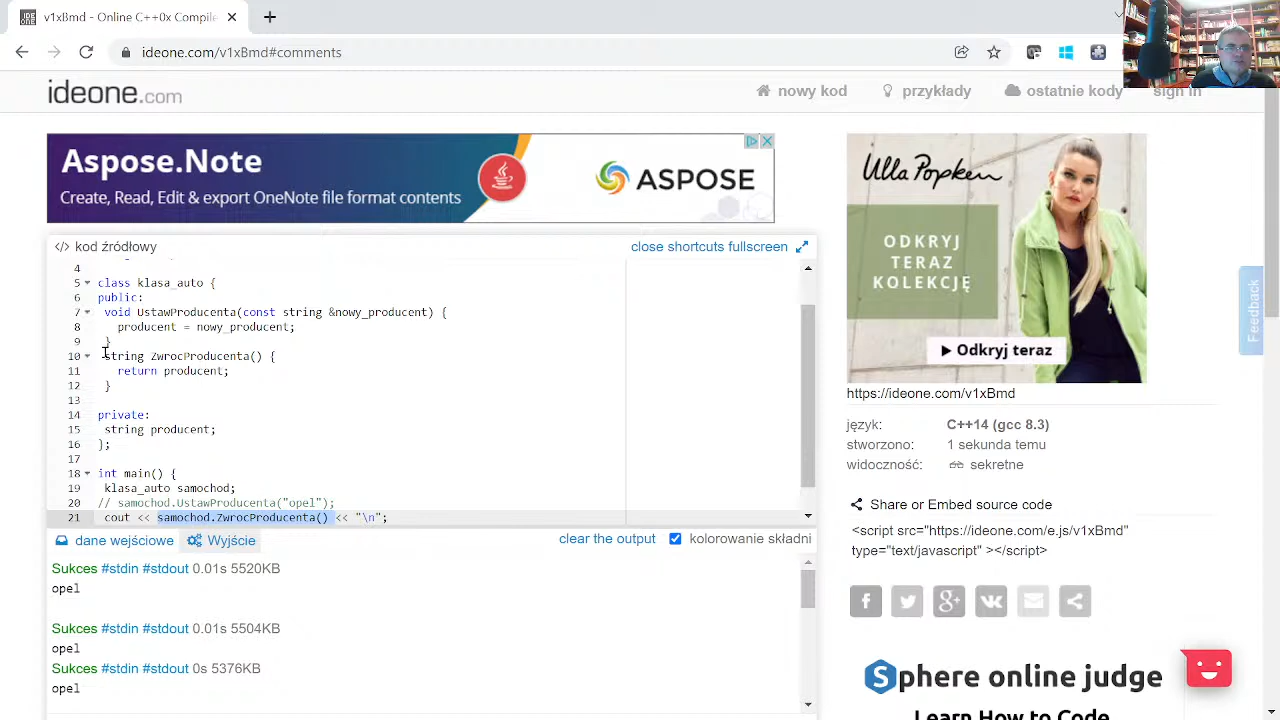 v1xBmd - Online C++0x Compile
ideone.com/v1xBmd#comments
ideone.com
nowy kod
przykłady
ostatnie kody
sign in
Aspose.Note
Create, Read, Edit & export OneNote file format contents
ASPOSE
Ulla Popken
ODKRYJ
TERAZ
KOLEKCJĘ
Odkryj teraz
</> kod źródłowy
close shortcuts fullscreen
4
5 class klasa_auto {
6 public:
7 void UstawProducenta(const string &nowy_producent) {
8 producent = nowy_producent;
9 }
10 string ZwrocProducenta() {
11 return producent;
12 }
13
14 private:
15 string producent;
16 };
17
18 int main() {
19 klasa_auto samochod;
20 // samochod.UstawProducenta("opel");
21 cout << samochod.ZwrocProducenta() << "\n";
dane wejściowe
Wyjście
clear the output
kolorowanie składni
Sukces #stdin #stdout 0.01s 5520KB
opel
Sukces #stdin #stdout 0.01s 5504KB
opel
Sukces #stdin #stdout 0s 5376KB
opel
https://ideone.com/v1xBmd
język: C++14 (gcc 8.3)
stworzono: 1 sekunda temu
widoczność: sekretne
Share or Embed source code
<script src="https://ideone.com/e.js/v1xBmd"
type="text/javascript" ></script>
Sphere online judge
Learn How to Code
Feedback